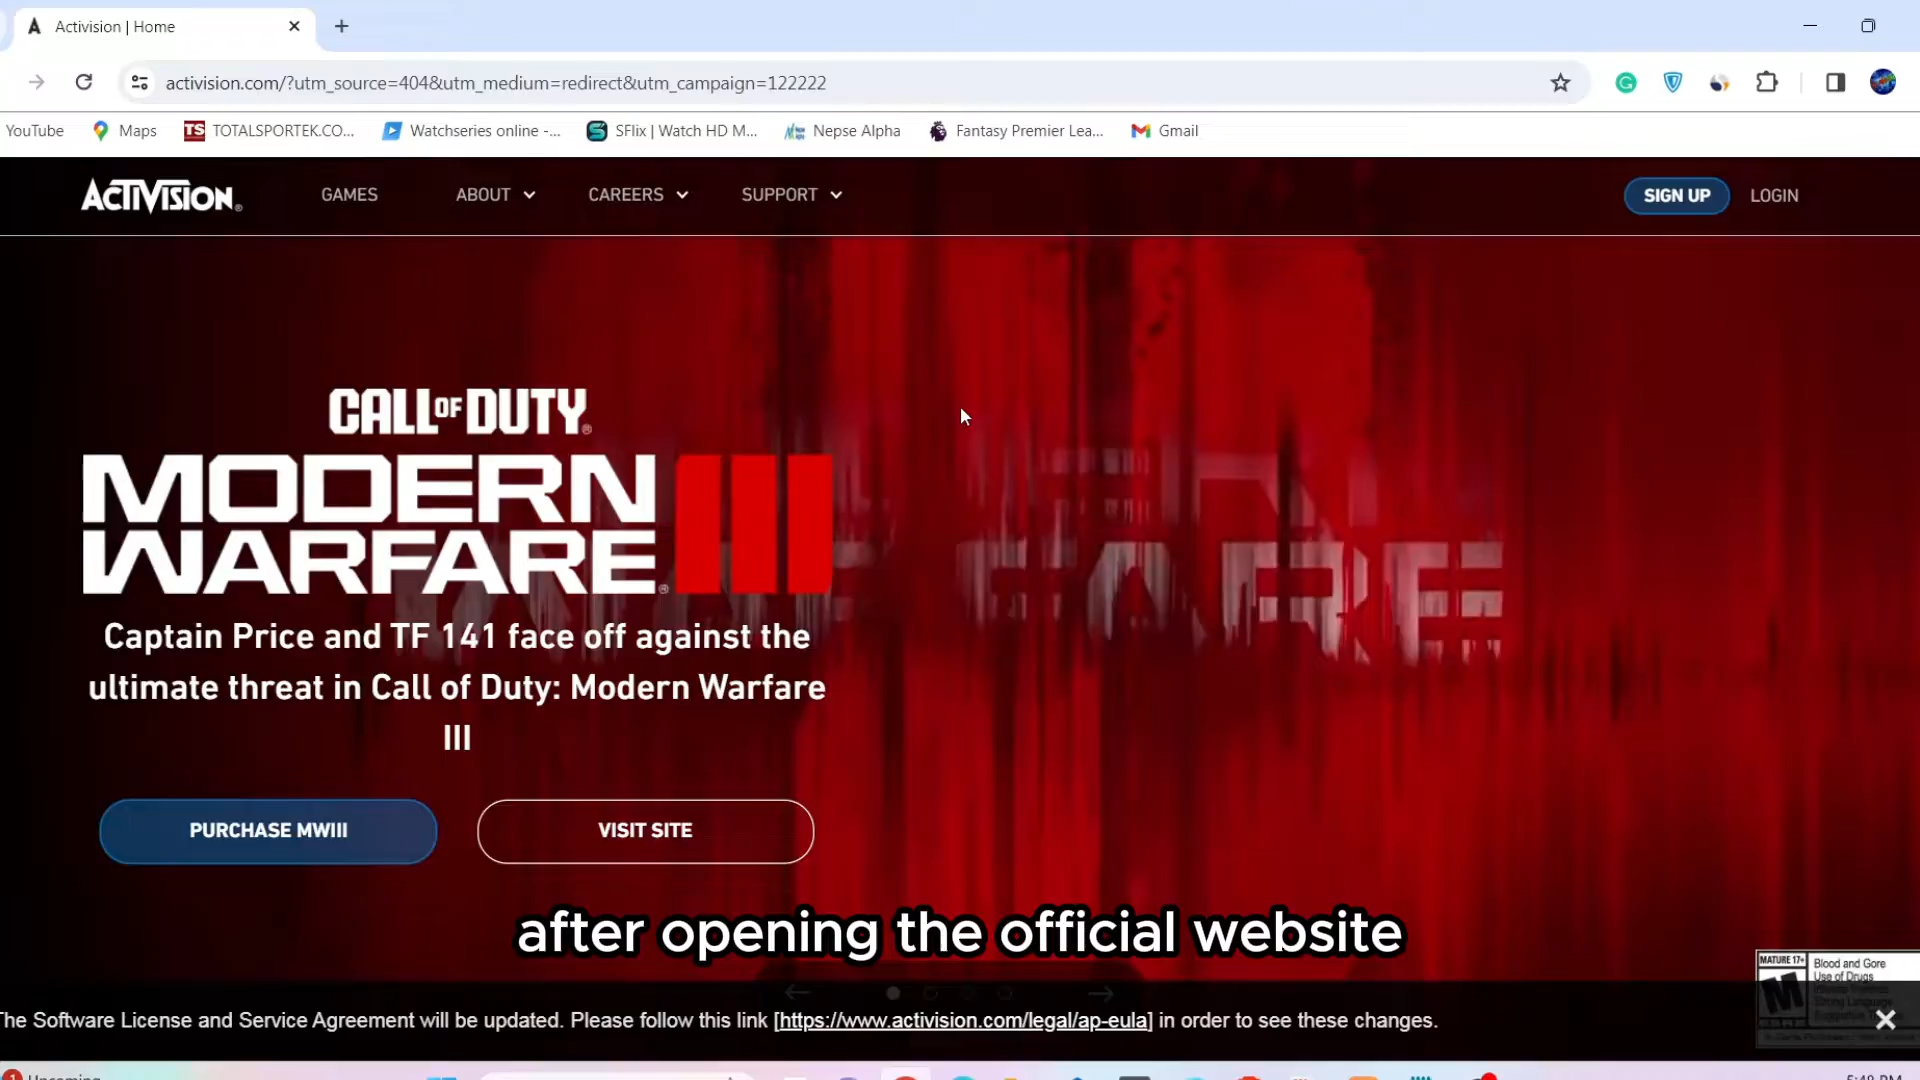 Activision | Home
activision.com/?utm_source=404&utm_medium=redirect&utm_campaign=122222
YouTube Maps TOTALSPORTEK.CO... Watchseries online -... SFlix | Watch HD M... Nepse Alpha Fantasy Premier Lea... Gmail
ACTIVISION® GAMES ABOUT CAREERS SUPPORT SIGN UP LOGIN
CALL OF DUTY®
MODERN
WARFARE® III
Captain Price and TF 141 face off against the
ultimate threat in Call of Duty: Modern Warfare
III
PURCHASE MWIII VISIT SITE
after opening the official website
MATURE 17+
M
Blood and Gore
Use of Drugs
The Software License and Service Agreement will be updated. Please follow this link [https://www.activision.com/legal/ap-eula] in order to see these changes.